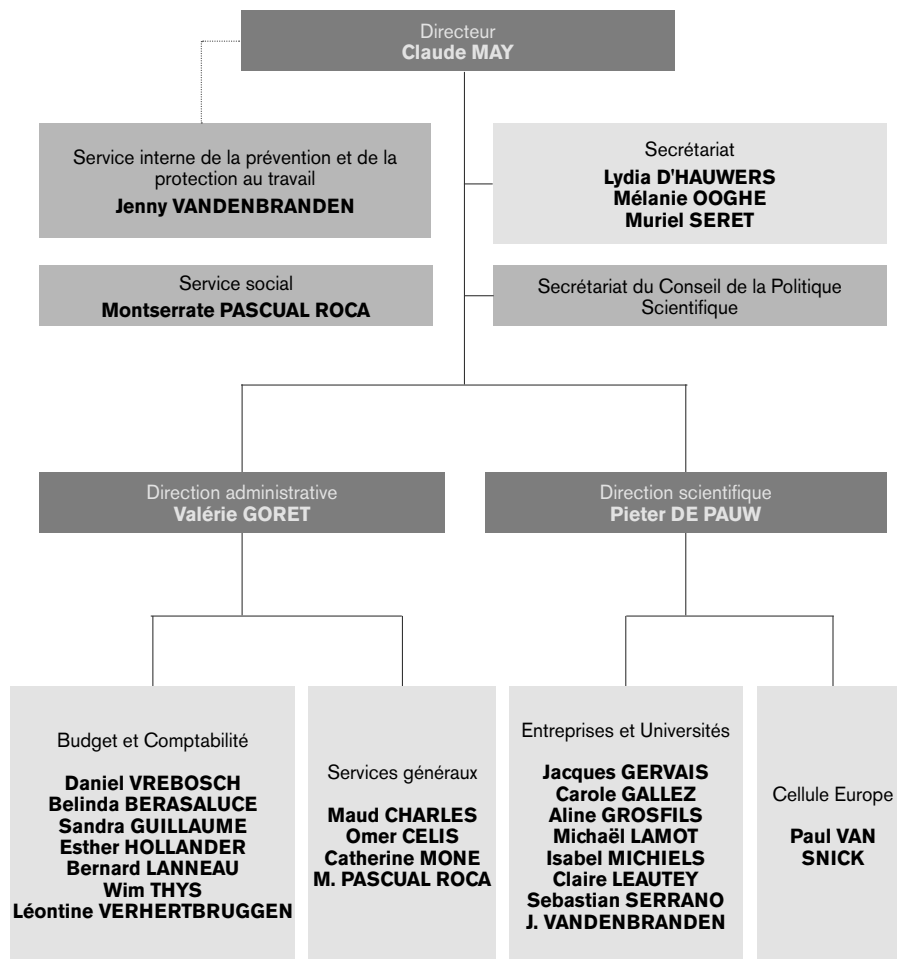 Directeur
Claude MAY
Service interne de la prévention et de la
protection au travail
Jenny VANDENBRANDEN
Secrétariat
Lydia D'HAUWERS
Mélanie OOGHE
Muriel SERET
Service social
Montserrate PASCUAL ROCA
Secrétariat du Conseil de la Politique
Scientifique
Direction administrative
Valérie GORET
Direction scientifique
Pieter DE PAUW
Budget et Comptabilité
Daniel VREBOSCH
Belinda BERASALUCE
Sandra GUILLAUME
Esther HOLLANDER
Bernard LANNEAU
Wim THYS
Léontine VERHERTBRUGGEN
Services généraux
Maud CHARLES
Omer CELIS
Catherine MONE
M. PASCUAL ROCA
Entreprises et Universités
Jacques GERVAIS
Carole GALLEZ
Aline GROSFILS
Michaël LAMOT
Isabel MICHIELS
Claire LEAUTEY
Sebastian SERRANO
J. VANDENBRANDEN
Cellule Europe
Paul VAN
SNICK